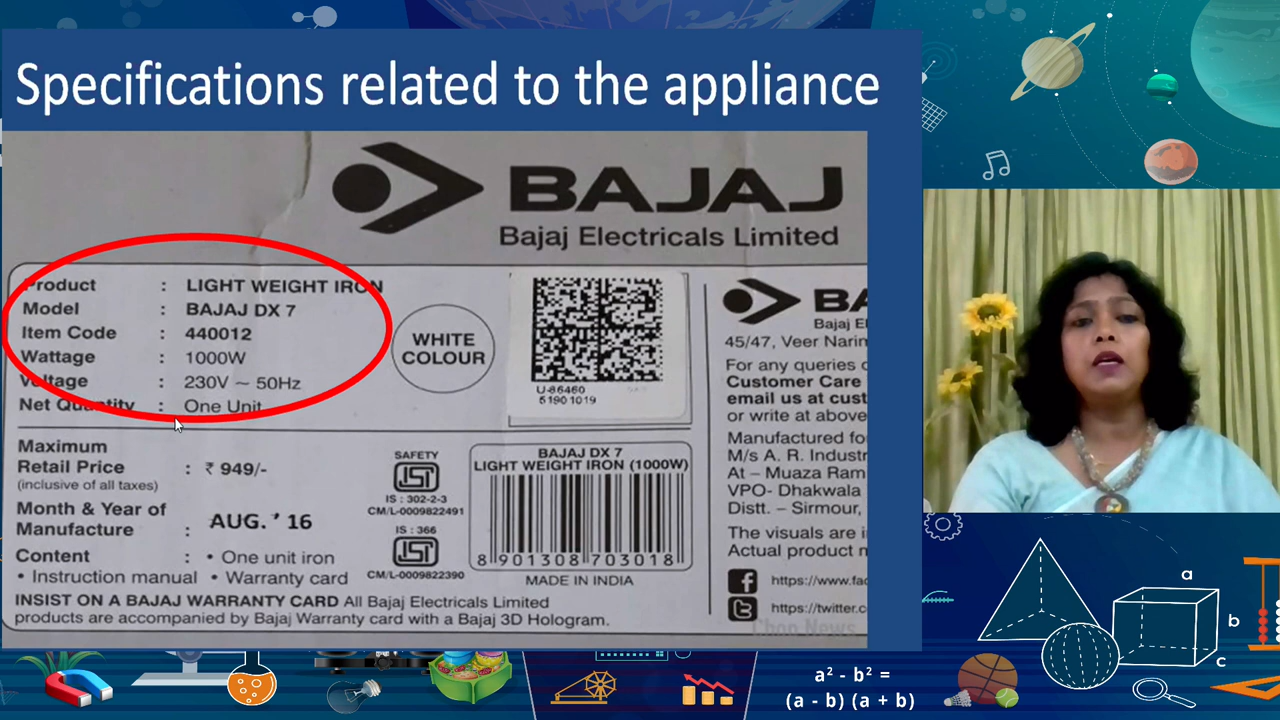 Specifications related to the appliance
BAJAJ
Bajaj Electricals Limited
Product : LIGHT WEIGHT IRON
Model : BAJAJ DX 7
Item Code : 440012
Wattage : 1000W
Voltage : 230V ~ 50Hz
Net Quantity : One Unit
WHITE
COLOUR
U-86460
61901019
Maximum
Retail Price : ₹ 949/-
(inclusive of all taxes)
Month & Year of
Manufacture : AUG. ' 16
Content : • One unit iron
• Instruction manual • Warranty card
INSIST ON A BAJAJ WARRANTY CARD All Bajaj Electricals Limited
products are accompanied by Bajaj Warranty card with a Bajaj 3D Hologram.
SAFETY
IS : 302-2-3
CM/L-0009822491
IS : 366
CM/L-0009822390
BAJAJ DX 7
LIGHT WEIGHT IRON (1000W)
8 901308 703018
MADE IN INDIA
BA
Bajaj El
45/47, Veer Narim
For any queries
Customer Care
email us at cust
or write at above
Manufactured fo
M/s A. R. Industr
At – Muaza Ram
VPO- Dhakwala
Distt. – Sirmour,
The visuals are
Actual product
https://www.fac
https://twitter.c
a
b
c
a² - b² =
(a - b) (a + b)